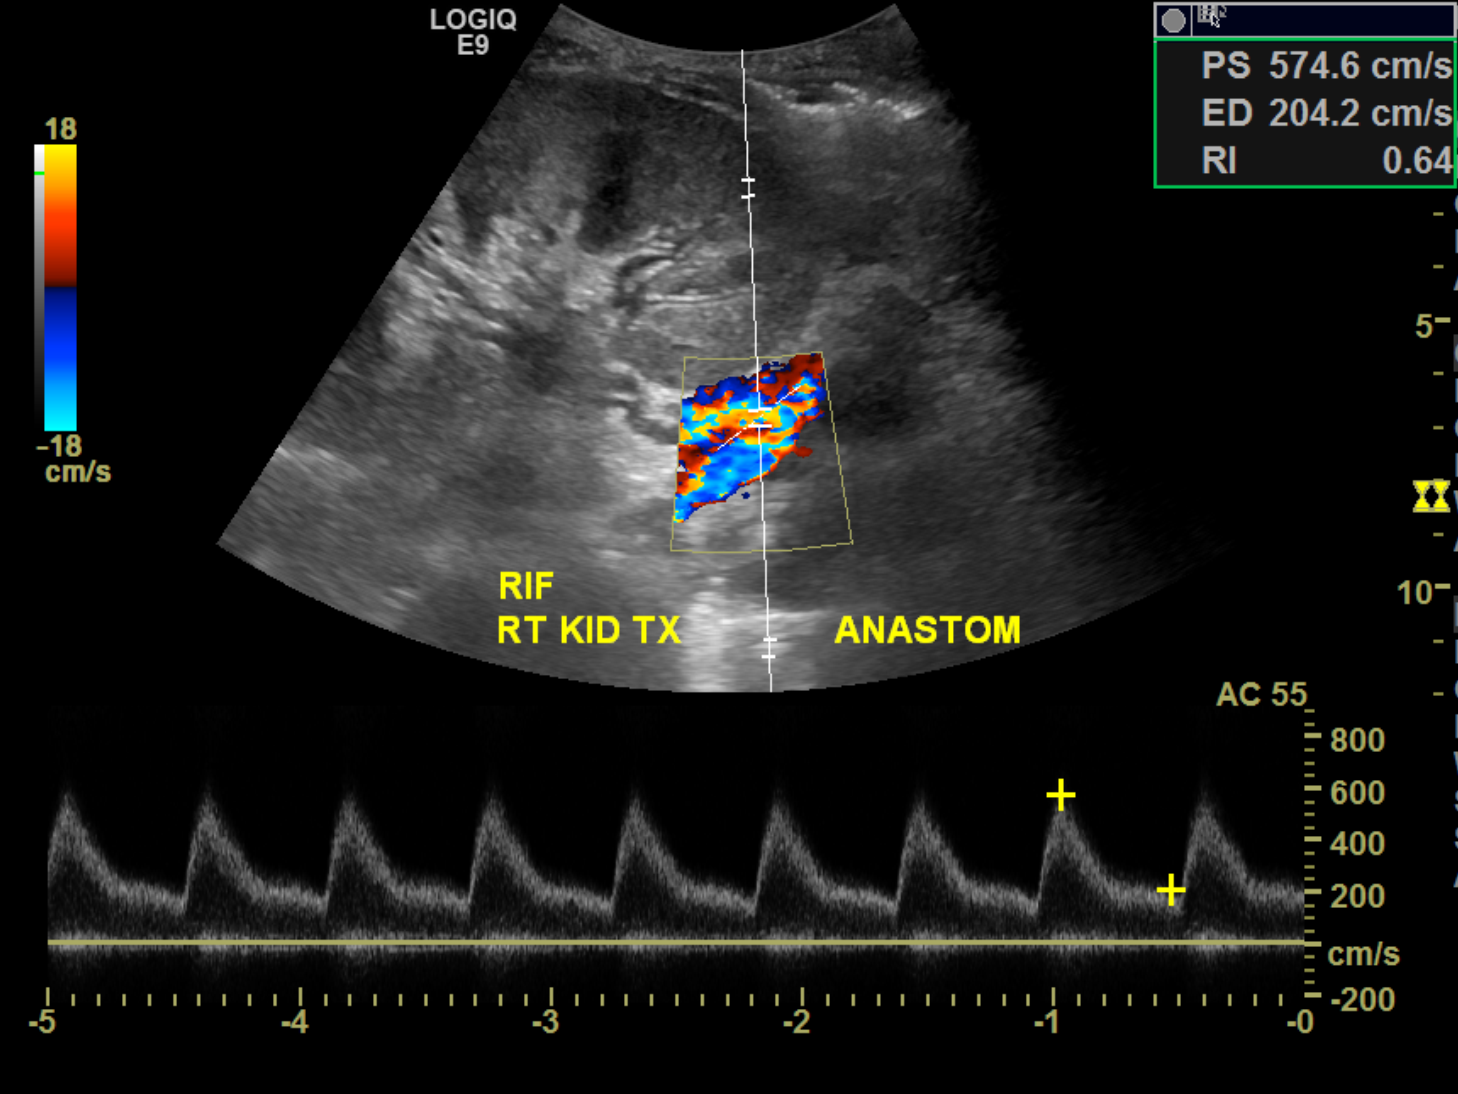 LOGIQ
E9
PS 574.6 cm/s
ED 204.2 cm/s
RI 0.64
18
-18
cm/s
5
10
RIF
RT KID TX
ANASTOM
AC 55
800
600
400
200
cm/s
-200
-5 -4 -3 -2 -1 -0